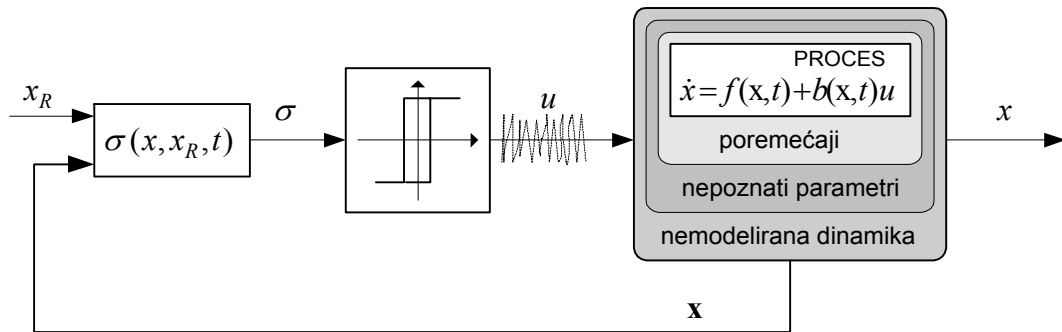 x_R
σ(x, x_R, t)
σ
u
PROCES
ẋ=f(x,t)+b(x,t)u
poremećaji
nepoznati parametri
nemodelirana dinamika
x
x